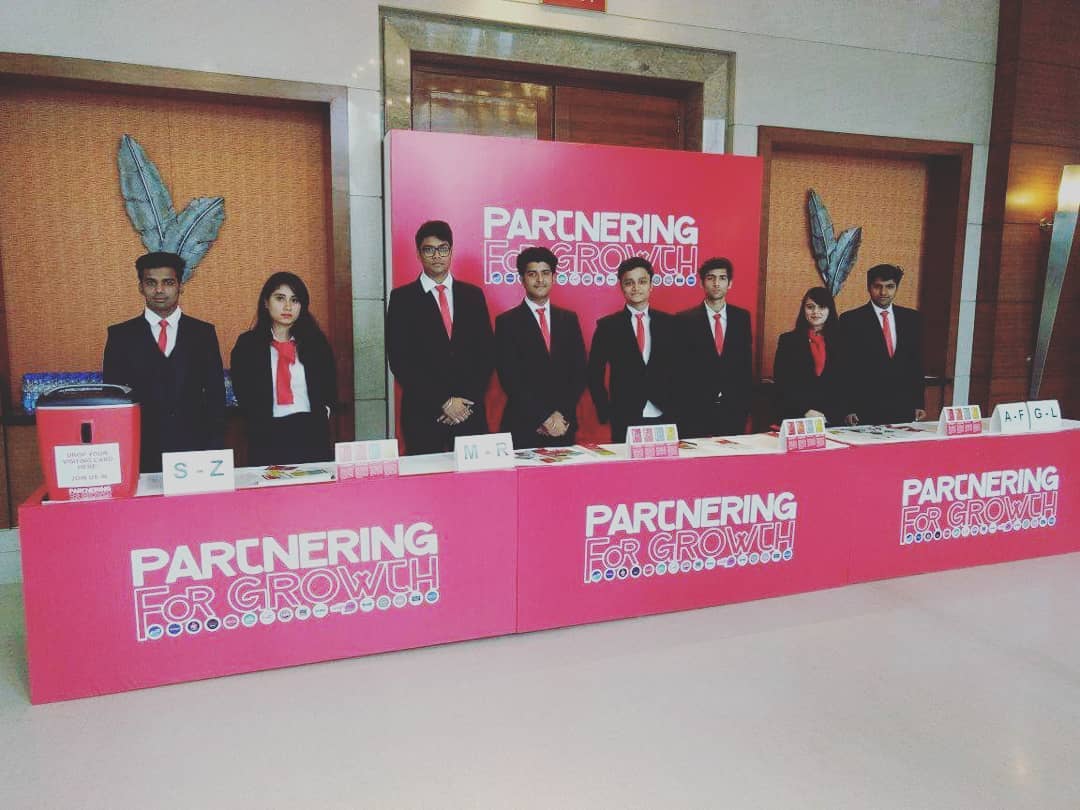 PARTNERING
FOR GROWTH
DROP YOUR
VISITING CARD
HERE!
JOIN US IN
PARTNERING
S - Z
M - R
A-F
G-L
PARTNERING
FOR GROWTH
PARTNERING
FOR GROWTH
PARTNERING
FOR GROWTH